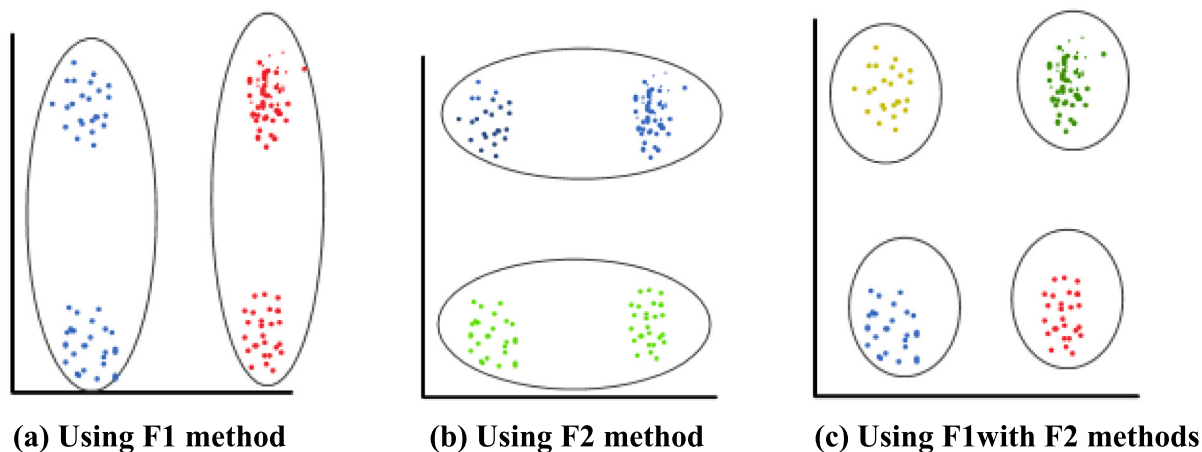 (a) Using F1 method
(b) Using F2 method
(c) Using F1with F2 methods